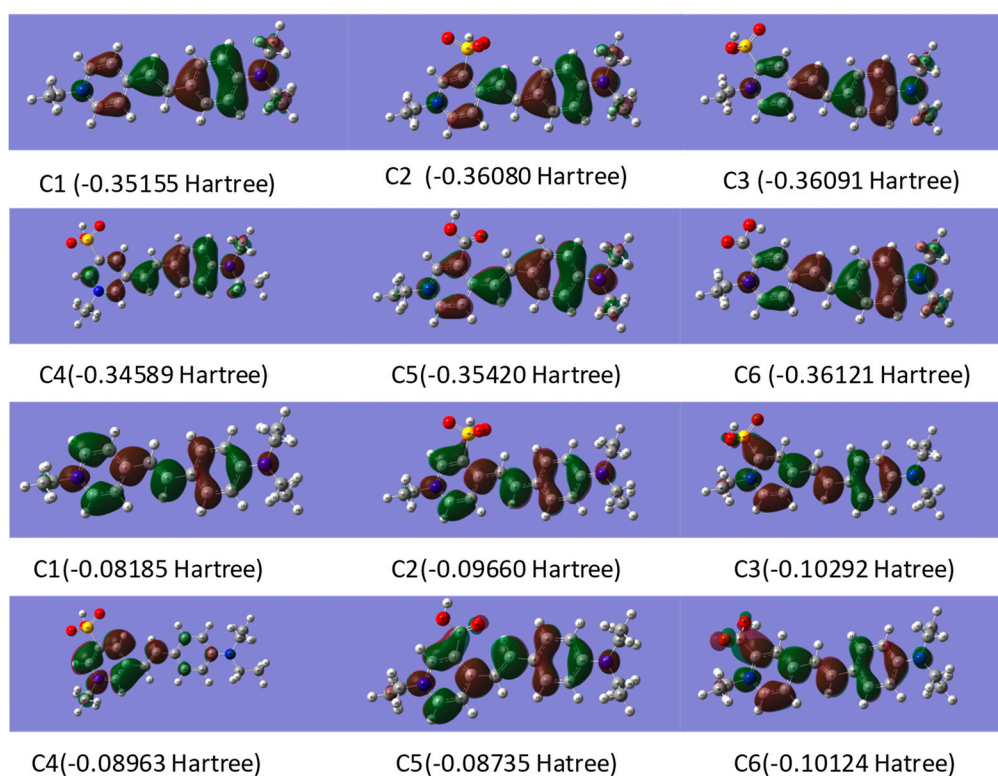 C1 (-0.35155 Hartree) C2 (-0.36080 Hartree) C3 (-0.36091 Hartree)
C4(-0.34589 Hartree) C5(-0.35420 Hartree) C6 (-0.36121 Hartree)
C1(-0.08185 Hartree) C2(-0.09660 Hartree) C3(-0.10292 Hatree)
C4(-0.08963 Hartree) C5(-0.08735 Hatree) C6(-0.10124 Hatree)